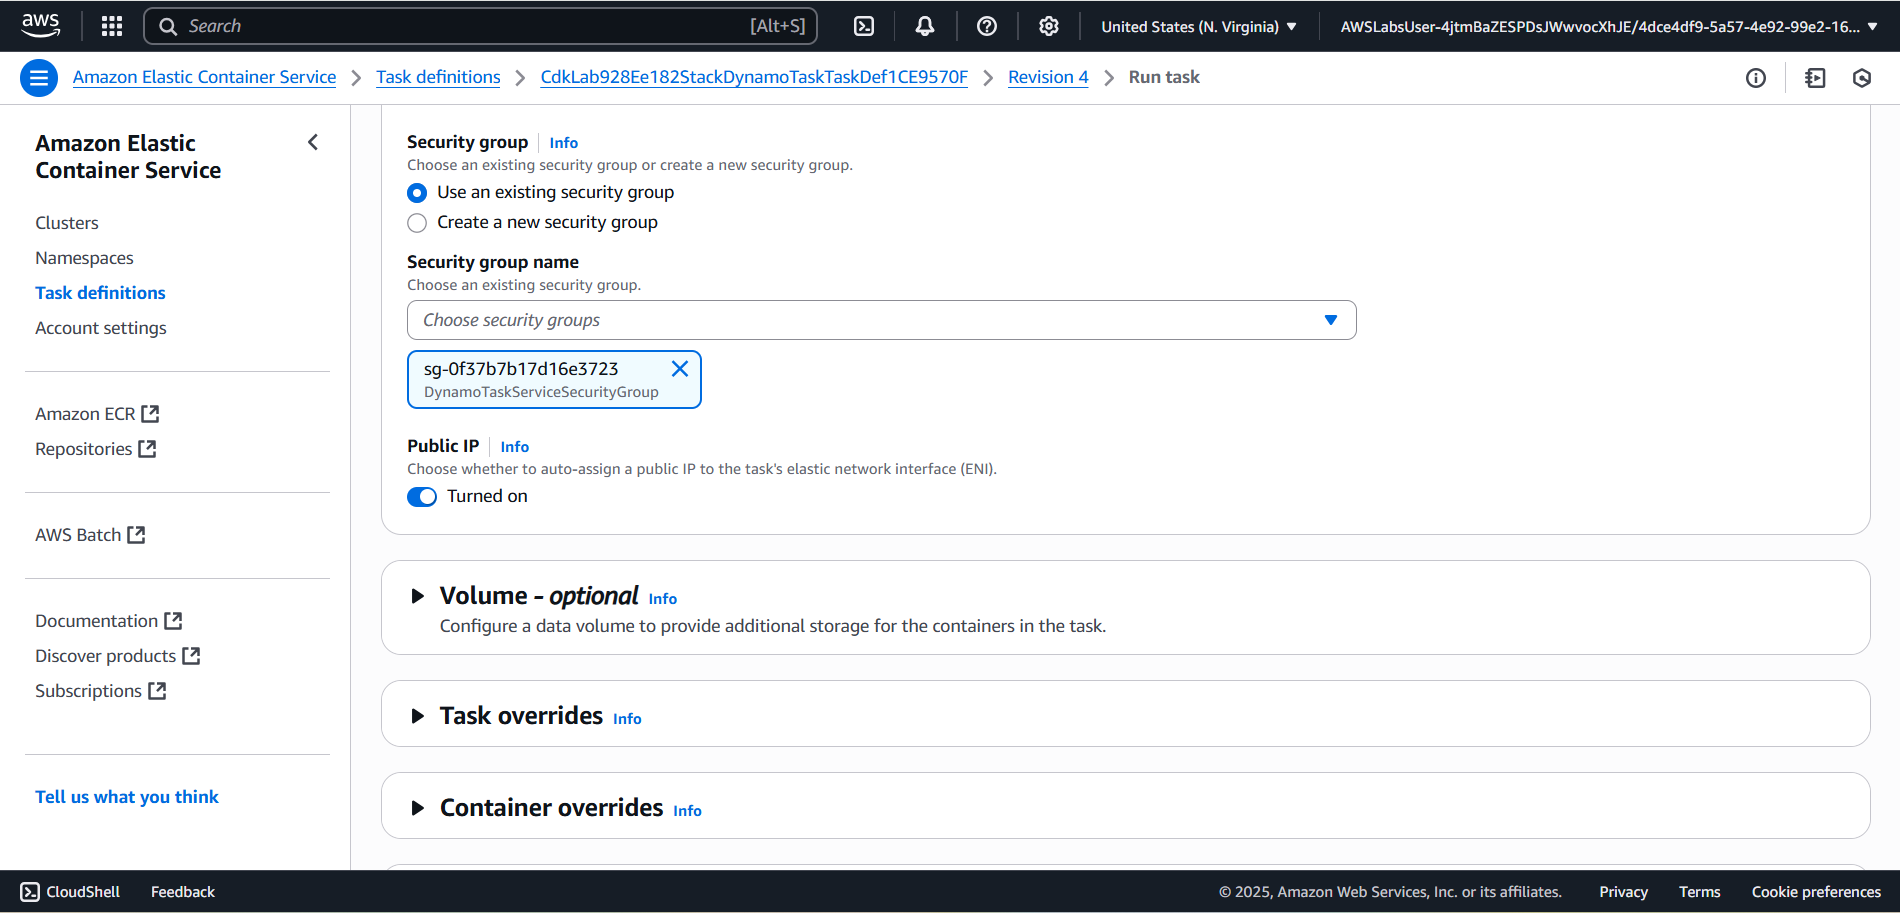 aws
Search [Alt+S]
United States (N. Virginia)
AWSLabsUser-4jtmBaZESPDsJWwvocXhJE/4dce4df9-5a57-4e92-99e2-16...
Amazon Elastic Container Service > Task definitions > CdkLab928Ee182StackDynamoTaskTaskDef1CE9570F > Revision 4 > Run task
Amazon Elastic
Container Service
Clusters
Namespaces
Task definitions
Account settings
Amazon ECR
Repositories
AWS Batch
Documentation
Discover products
Subscriptions
Tell us what you think
Security group Info
Choose an existing security group or create a new security group.
Use an existing security group
Create a new security group
Security group name
Choose an existing security group.
Choose security groups
sg-0f37b7b17d16e3723
DynamoTaskServiceSecurityGroup
Public IP Info
Choose whether to auto-assign a public IP to the task's elastic network interface (ENI).
Turned on
Volume - optional Info
Configure a data volume to provide additional storage for the containers in the task.
Task overrides Info
Container overrides Info
CloudShell Feedback © 2025, Amazon Web Services, Inc. or its affiliates. Privacy Terms Cookie preferences